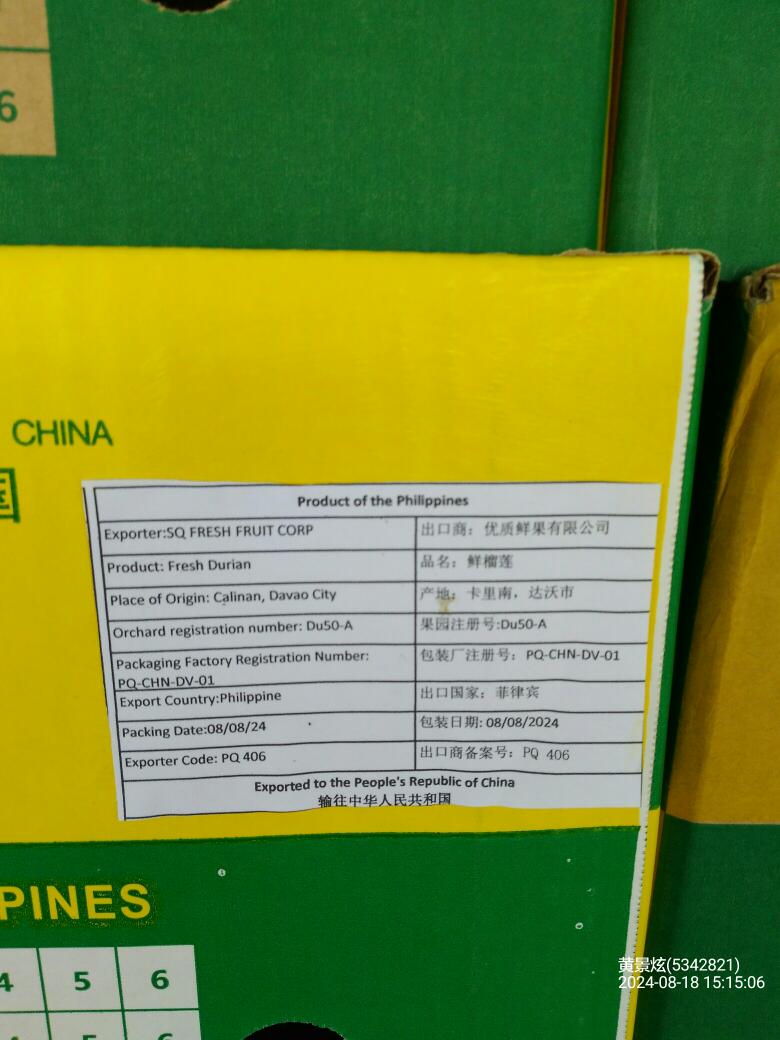 6
CHINA
国
Product of the Philippines
Exporter:SQ FRESH FRUIT CORP
出口商：优质鲜果有限公司
Product: Fresh Durian
品名：鲜榴莲
Place of Origin: Calinan, Davao City
产地：卡里南，达沃市
Orchard registration number: Du50-A
果园注册号:Du50-A
Packaging Factory Registration Number:
PQ-CHN-DV-01
包装厂注册号：PQ-CHN-DV-01
Export Country:Philippine
出口国家：菲律宾
Packing Date:08/08/24
包装日期: 08/08/2024
Exporter Code: PQ 406
出口商备案号：PQ 406
Exported to the People's Republic of China
输往中华人民共和国
PINES
4 5 6
黄景炫(5342821)
2024-08-18 15:15:06